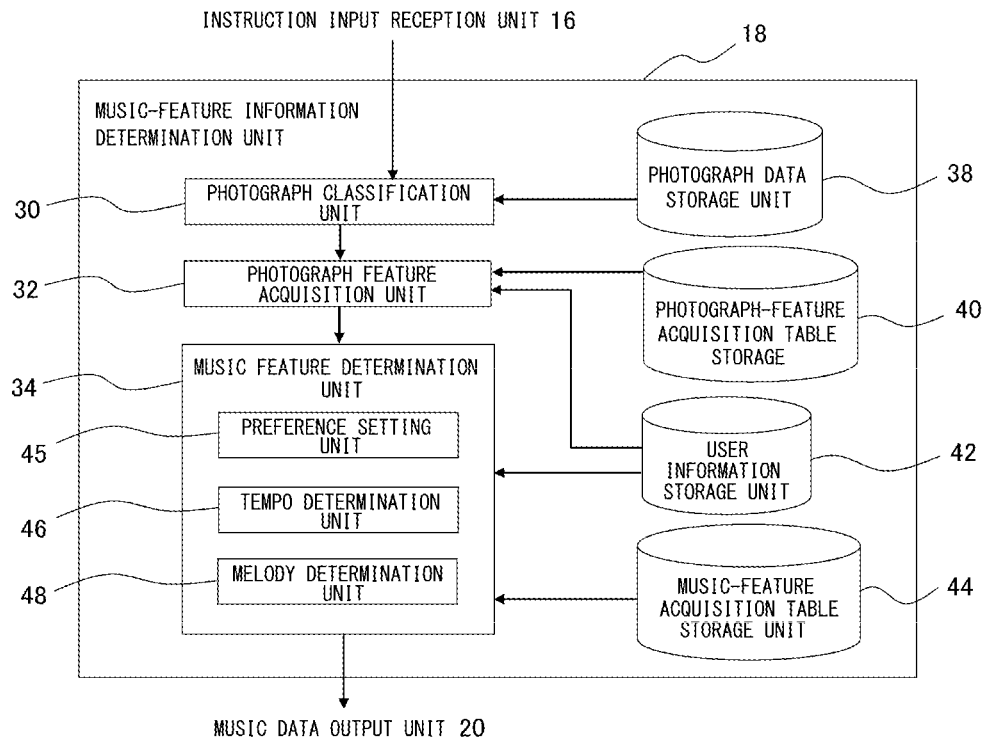 INSTRUCTION INPUT RECEPTION UNIT 16
18
MUSIC-FEATURE INFORMATION
DETERMINATION UNIT
PHOTOGRAPH CLASSIFICATION
UNIT
30
PHOTOGRAPH DATA
STORAGE UNIT
38
PHOTOGRAPH FEATURE
ACQUISITION UNIT
32
PHOTOGRAPH-FEATURE
ACQUISITION TABLE
STORAGE
40
MUSIC FEATURE DETERMINATION
UNIT
34
PREFERENCE SETTING
UNIT
45
USER
INFORMATION
STORAGE UNIT
42
TEMPO DETERMINATION
UNIT
46
MELODY DETERMINATION
UNIT
48
MUSIC-FEATURE
ACQUISITION TABLE
STORAGE UNIT
44
MUSIC DATA OUTPUT UNIT 20